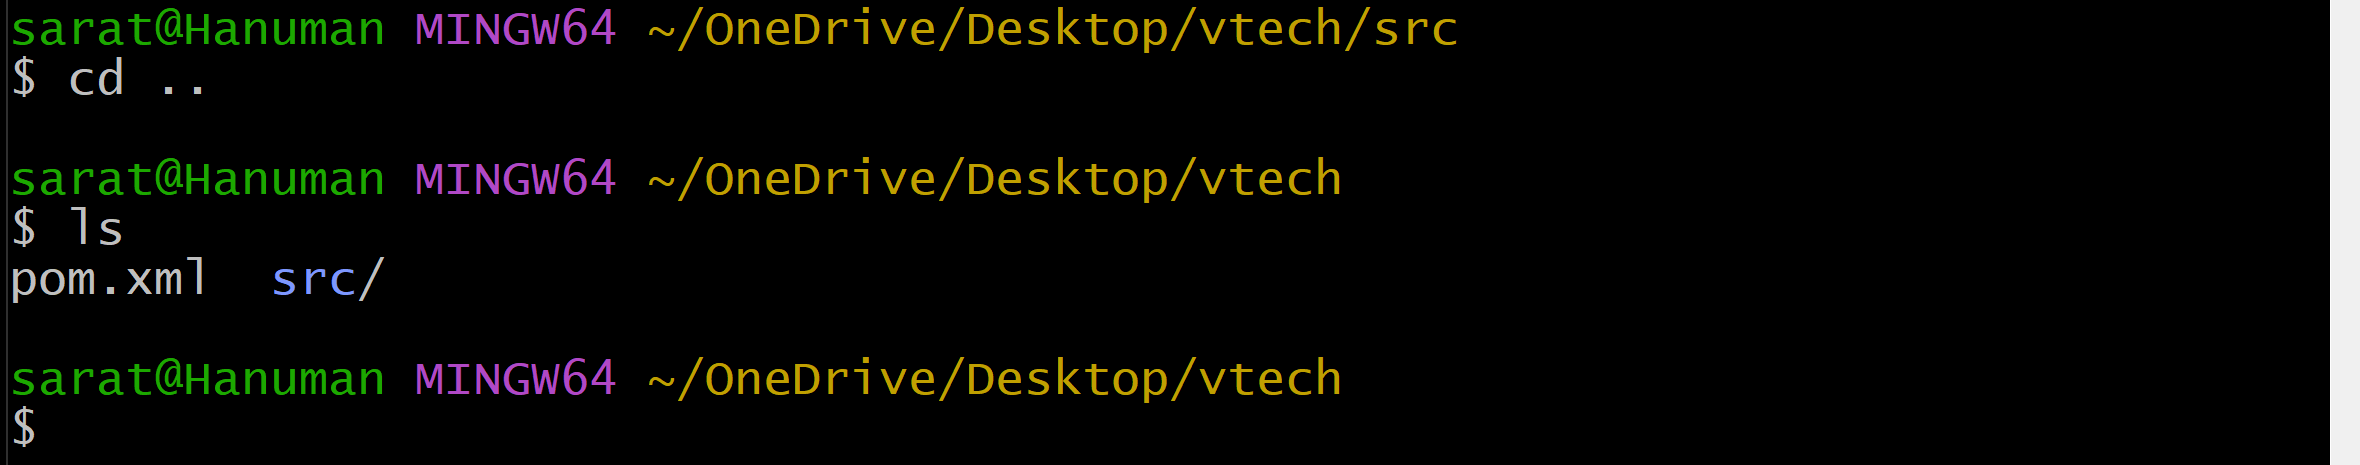 sarat@Hanuman MINGW64 ~/OneDrive/Desktop/vtech/src
$ cd ..
sarat@Hanuman MINGW64 ~/OneDrive/Desktop/vtech
$ ls
pom.xml  src/
sarat@Hanuman MINGW64 ~/OneDrive/Desktop/vtech
$